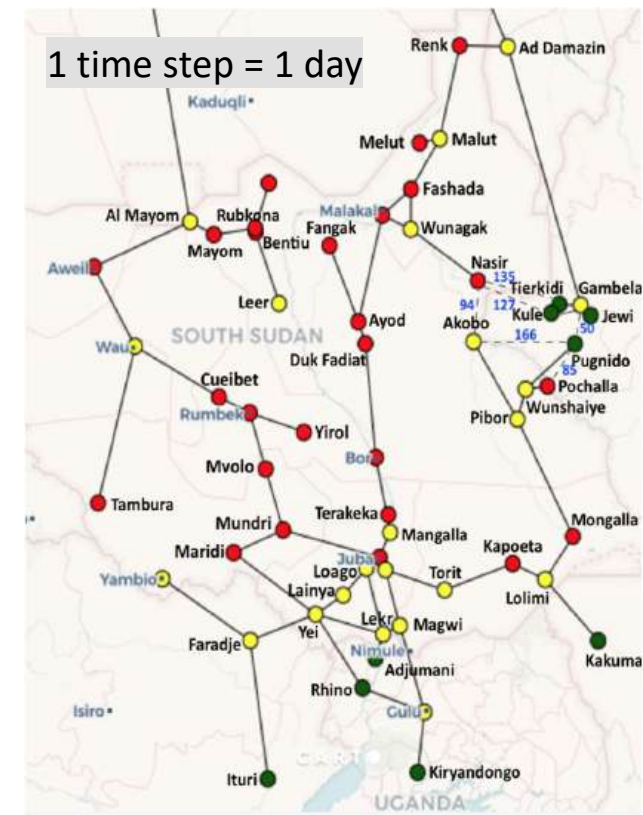 1 time step = 1 day
Renk
Ad Damazin
Kaduqli
Melut
Malut
Fashada
Al Mayom
Rubkona
Malakal
Mayom
Bentiu
Fangak
Wunagak
Aweil
Nasir
135
Tierkidi
Gambela
Leer
94
127
Kule
Jewi
Ayod
Akobo
166
50
SOUTH SUDAN
Wau
Duk Fadiat
Pugnido
85
Cueibet
Pochalla
Wunshaiye
Rumbek
Pibor
Yirol
Bor
Mvolo
Tambura
Terakeka
Mundri
Mangalla
Mongalla
Maridi
Juba
Kapoeta
Loago
Torit
Yambio
Lainya
Lolimi
Lekr
Magwi
Yei
Faradje
Nimule
Kakuma
Adjumani
Rhino
Isiro
Gulu
CART
Ituri
Kiryandongo
UGANDA